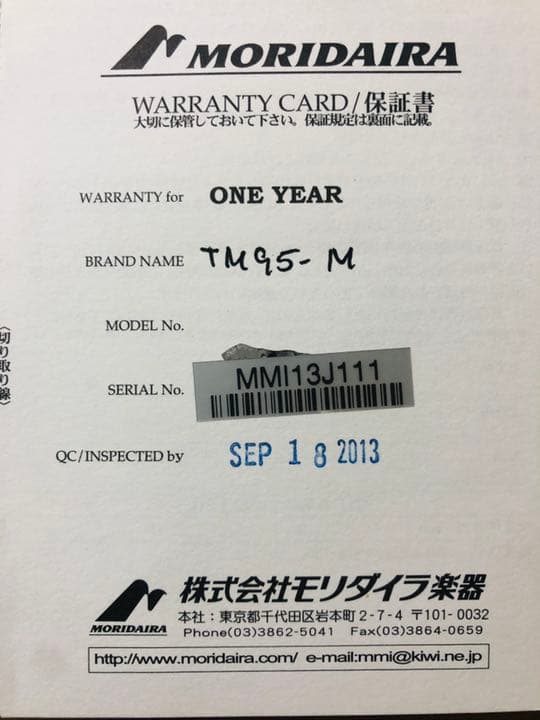 MORIDAIRA
WARRANTY CARD/保証書
大切に保管しておいて下さい。保証規定は裏面に記載。
WARRANTY for ONE YEAR
BRAND NAME TM95-M
MODEL No.
SERIAL No. MMI13J111
QC/INSPECTED by SEP 18 2013
〈切り取り線〉
MORIDAIRA
株式会社モリダイラ楽器
本社：東京都千代田区岩本町2-7-4 〒101-0032
Phone(03)3862-5041 Fax(03)3864-0659
http://www.moridaira.com/ e-mail:mmi@kiwi.ne.jp